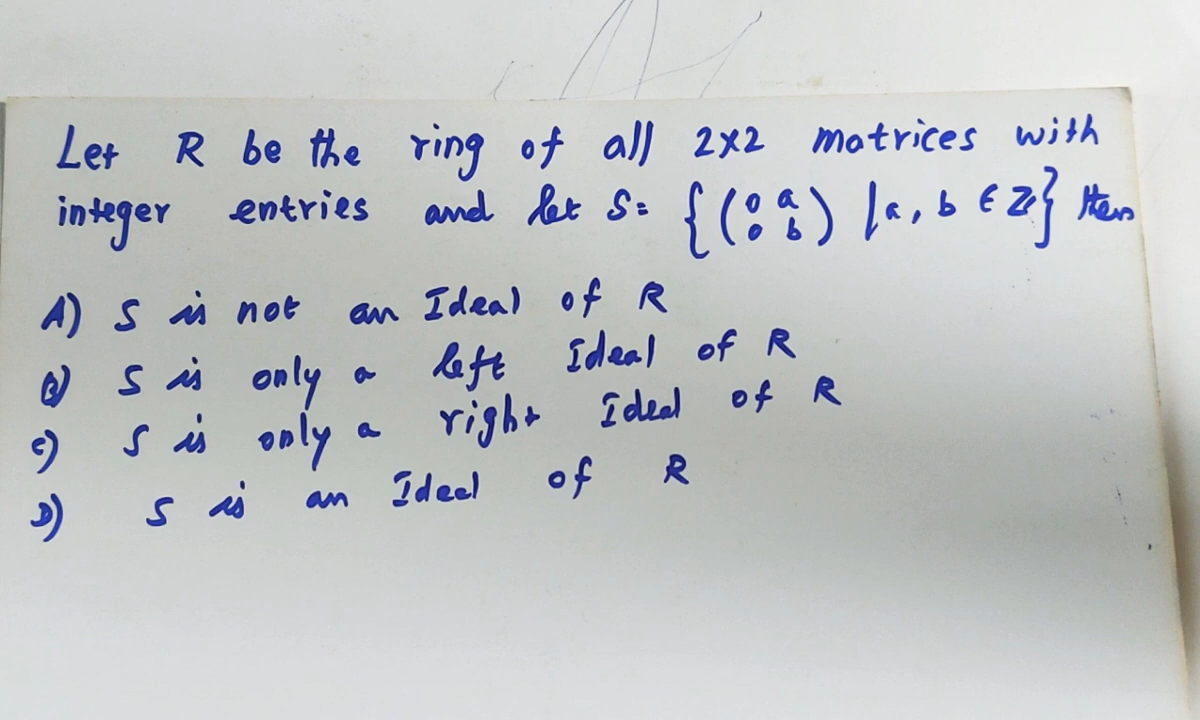 Let R be the ring of all 2x2 matrices with
integer entries and let S = {(0 a
0 b) | a, b ∈ Z} then
A) S is not an Ideal of R
B) S is only a left Ideal of R
C) S is only a right Ideal of R
D) S is an Ideal of R